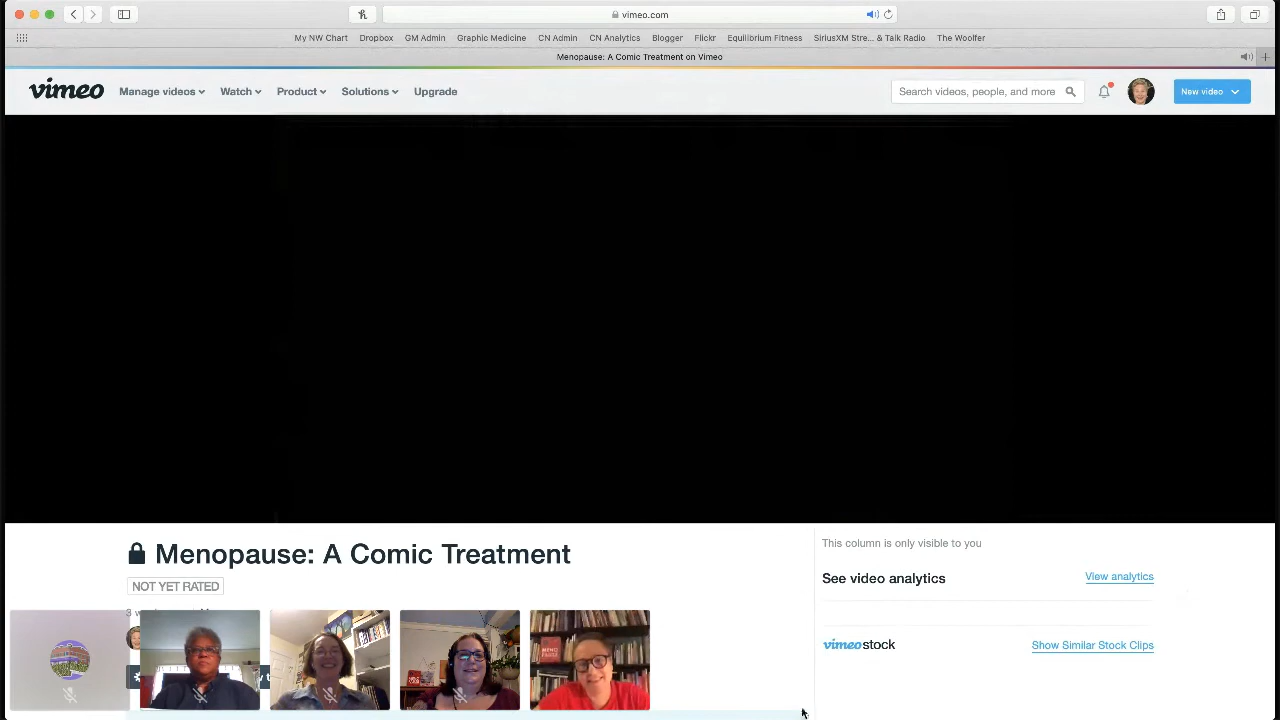 vimeo.com
My NW Chart Dropbox GM Admin Graphic Medicine CN Admin CN Analytics Blogger Flickr Equilibrium Fitness SiriusXM Stre... & Talk Radio The Woolfer
Menopause: A Comic Treatment on Vimeo
vimeo Manage videos Watch Product Solutions Upgrade Search videos, people, and more New video
Menopause: A Comic Treatment
NOT YET RATED
This column is only visible to you
See video analytics View analytics
vimeo stock Show Similar Stock Clips
MENO